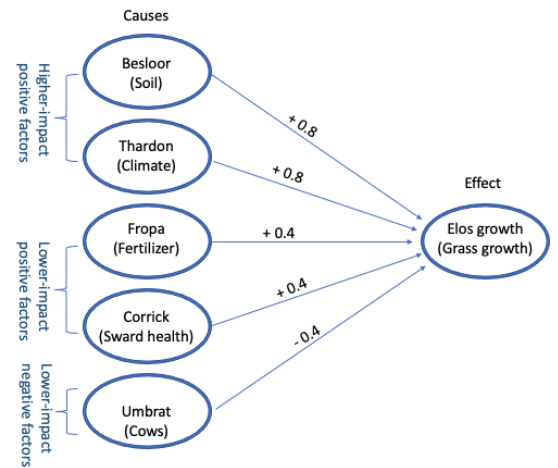 Causes
Higher-impact
positive factors
Besloor
(Soil)
+ 0.8
Thardon
(Climate)
+ 0.8
Effect
Lower-impact
positive factors
Fropa
(Fertilizer)
+ 0.4
Elos growth
(Grass growth)
Corrick
(Sward health)
+ 0.4
Lower-impact
negative factors
Umbrat
(Cows)
- 0.4